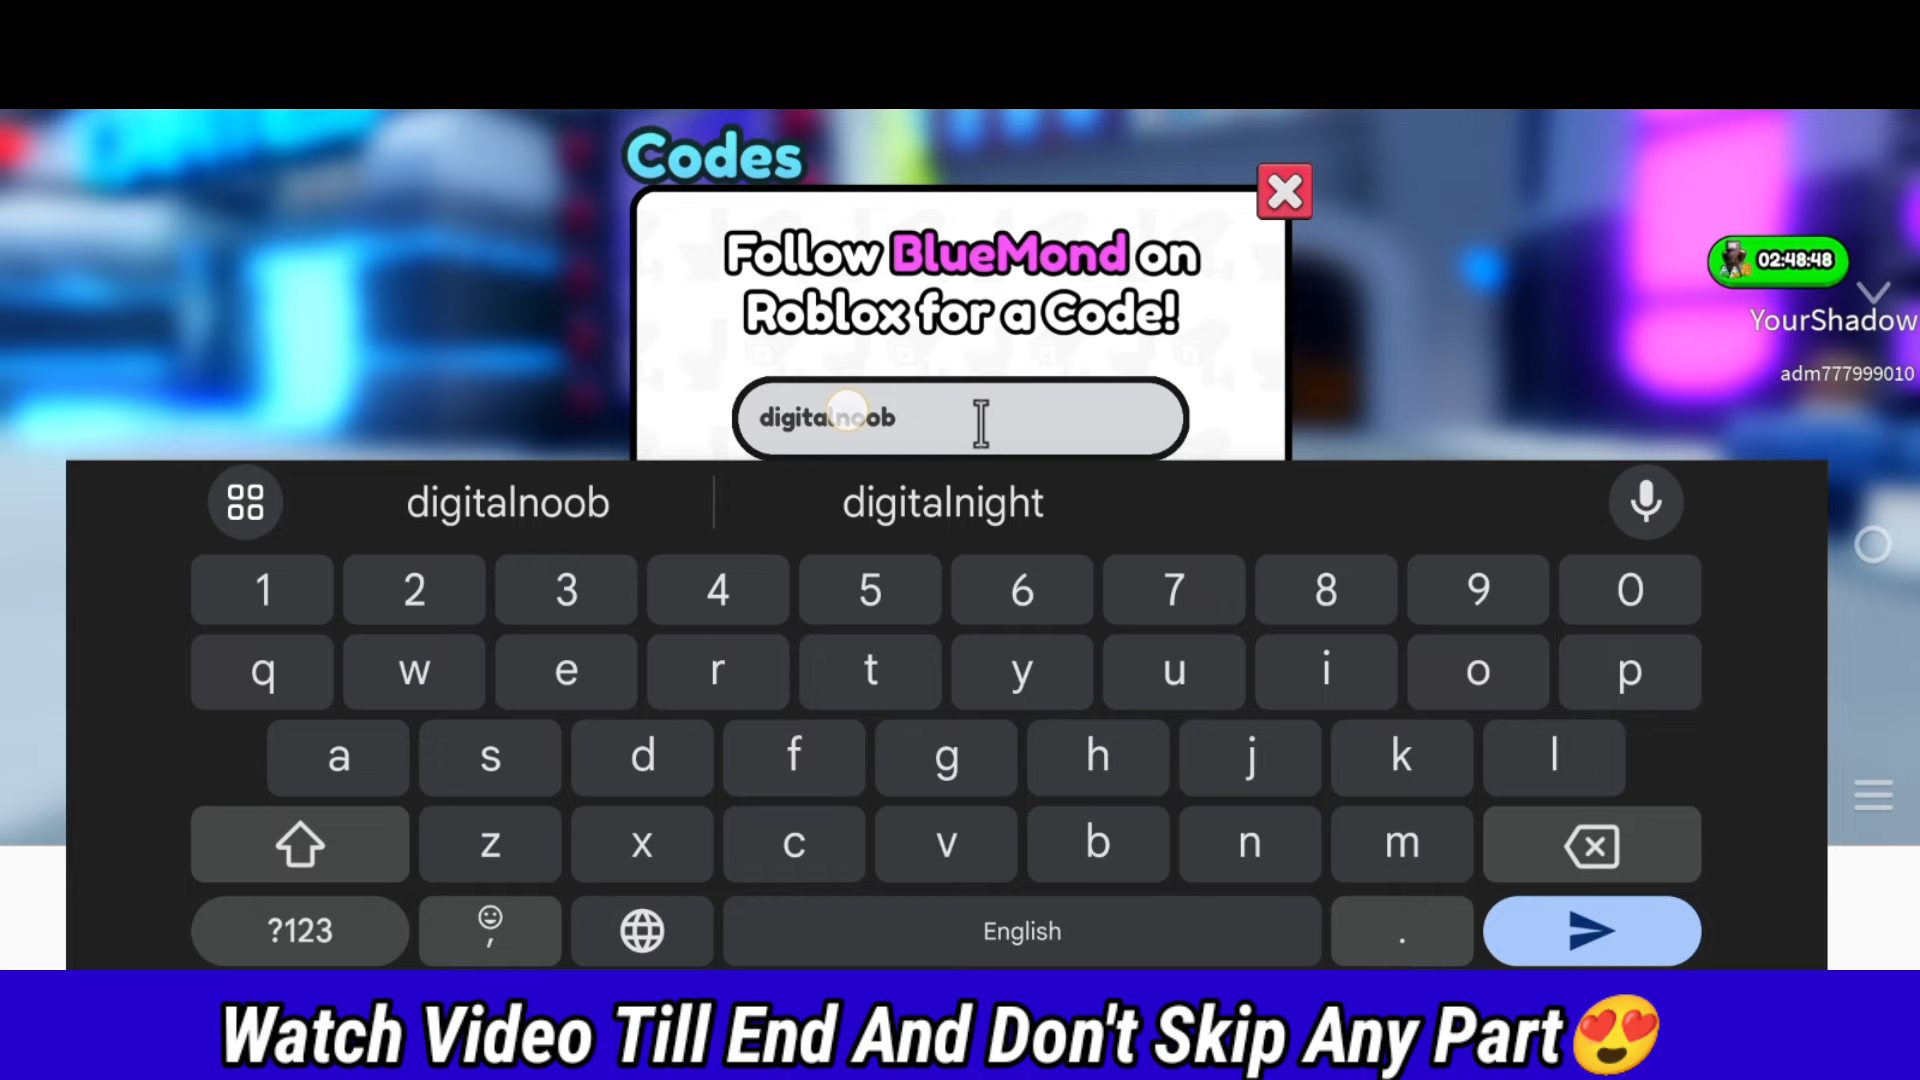 Codes
Follow BlueMond on
Roblox for a Code!
02:48:48
YourShadow
adm777999010
digitalnoob
digitalnoob digitalnight
1 2 3 4 5 6 7 8 9 0
q w e r t y u i o p
a s d f g h j k l
z x c v b n m
?123 , English .
Watch Video Till End And Don't Skip Any Part😍